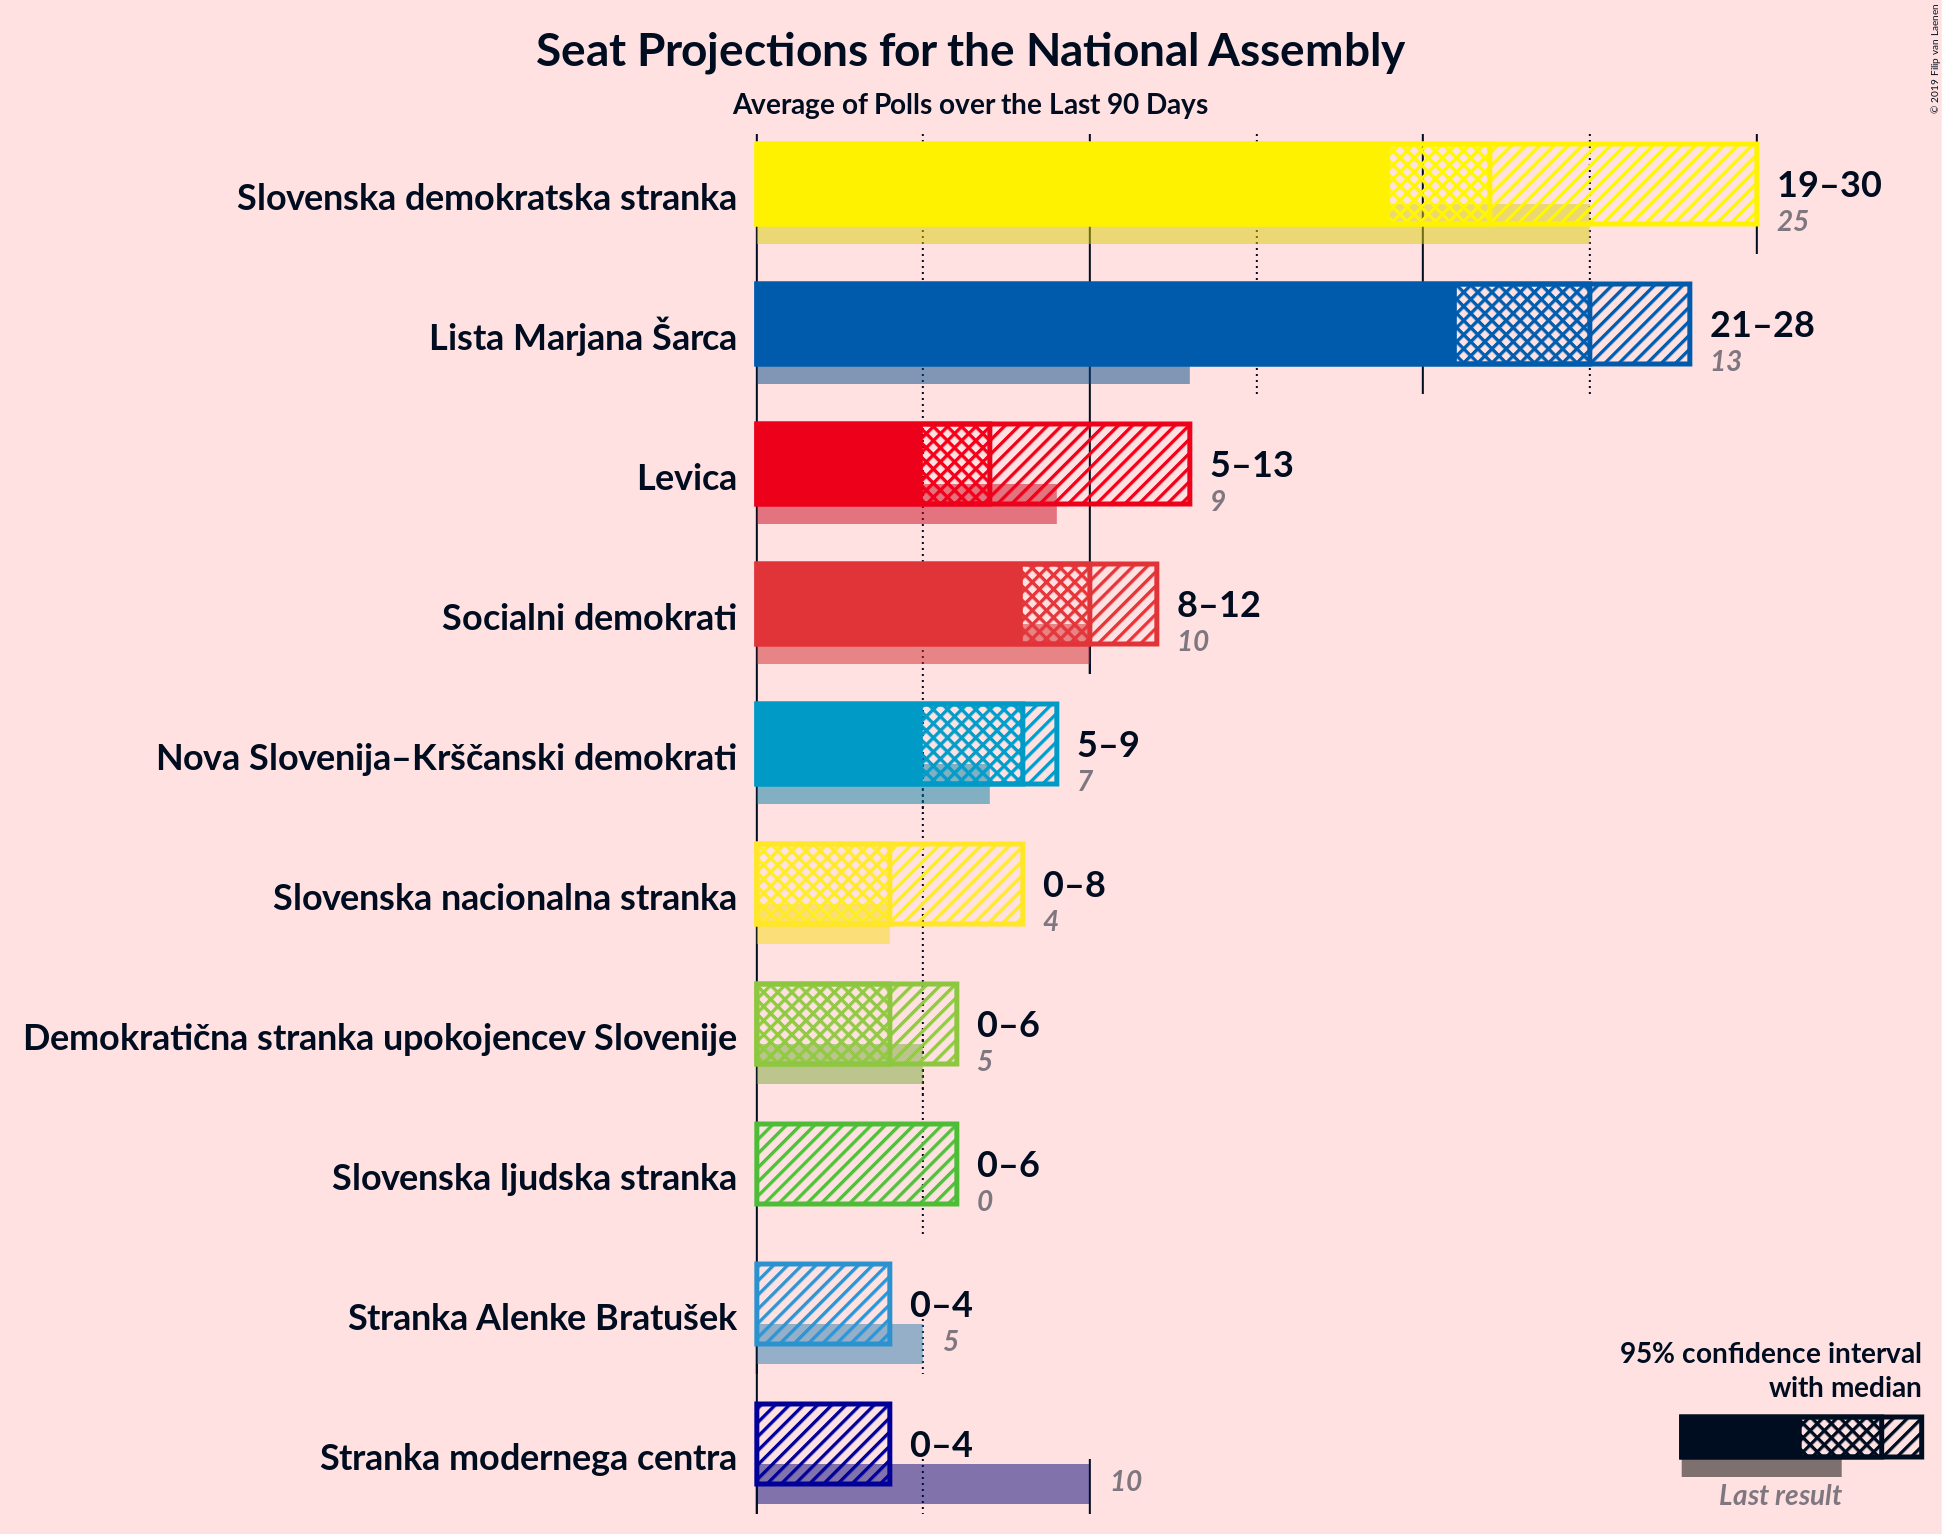 Seat Projections for the National Assembly
Average of Polls over the Last 90 Days
© 2019 Filip van Laenen
Slovenska demokratska stranka
19–30
25
Lista Marjana Šarca
21–28
13
Levica
5–13
9
Socialni demokrati
8–12
10
Nova Slovenija–Krščanski demokrati
5–9
7
Slovenska nacionalna stranka
0–8
4
Demokratična stranka upokojencev Slovenije
0–6
5
Slovenska ljudska stranka
0–6
0
Stranka Alenke Bratušek
0–4
5
Stranka modernega centra
0–4
10
95% confidence interval
with median
Last result